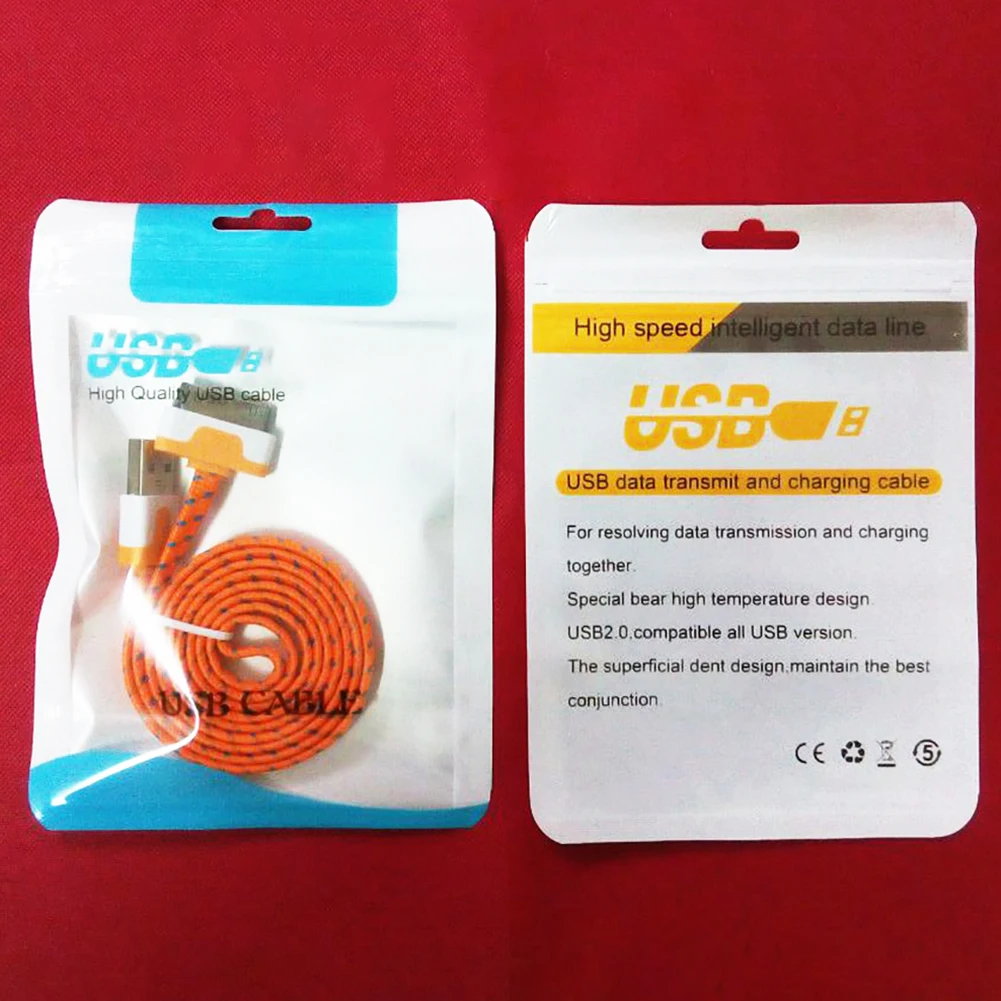 USB
High Quality USB cable
USB CABLE
High speed intelligent data line
USB
USB data transmit and charging cable
For resolving data transmission and charging
together.
Special bear high temperature design.
USB2.0,compatible all USB version.
The superficial dent design,maintain the best
conjunction.
CE 5